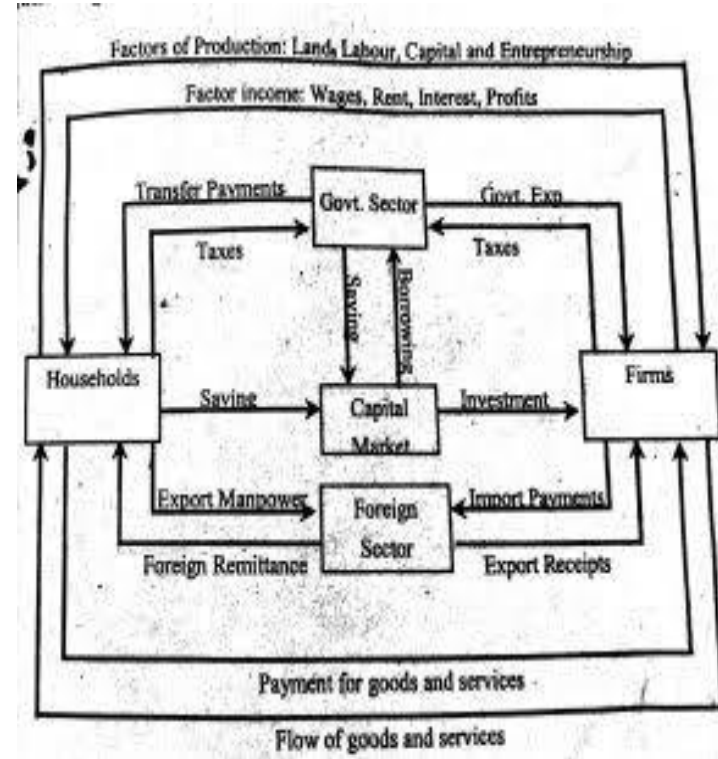 Factors of Production: Land, Labour, Capital and Entrepreneurship
Factor income: Wages, Rent, Interest, Profits
Transfer Payments
Govt. Sector
Govt. Exp.
Taxes
Taxes
Saving
Borrowing
Households
Firms
Saving
Capital
Market
Investment
Export Manpower
Foreign
Sector
Import Payments
Foreign Remittance
Export Receipts
Payment for goods and services
Flow of goods and services